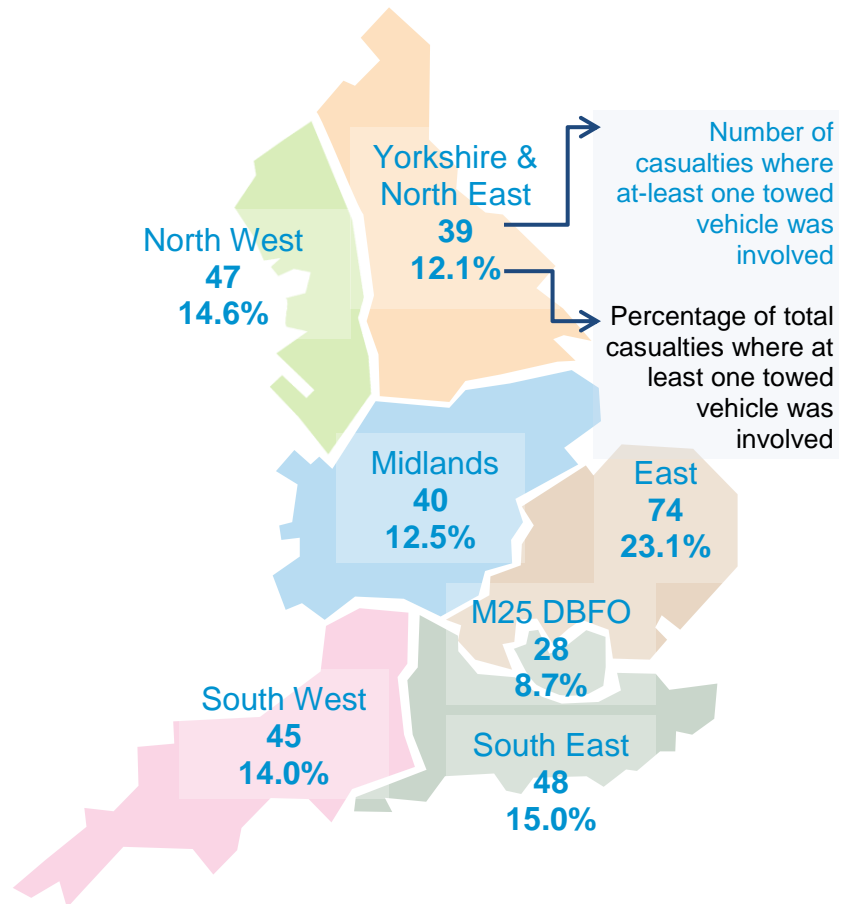 Number of
casualties where
at-least one towed
vehicle was
involved
Yorkshire &
North East
39
12.1%
North West
47
14.6%
Percentage of total
casualties where at
least one towed
vehicle was
involved
Midlands
40
12.5%
East
74
23.1%
M25 DBFO
28
8.7%
South West
45
14.0%
South East
48
15.0%